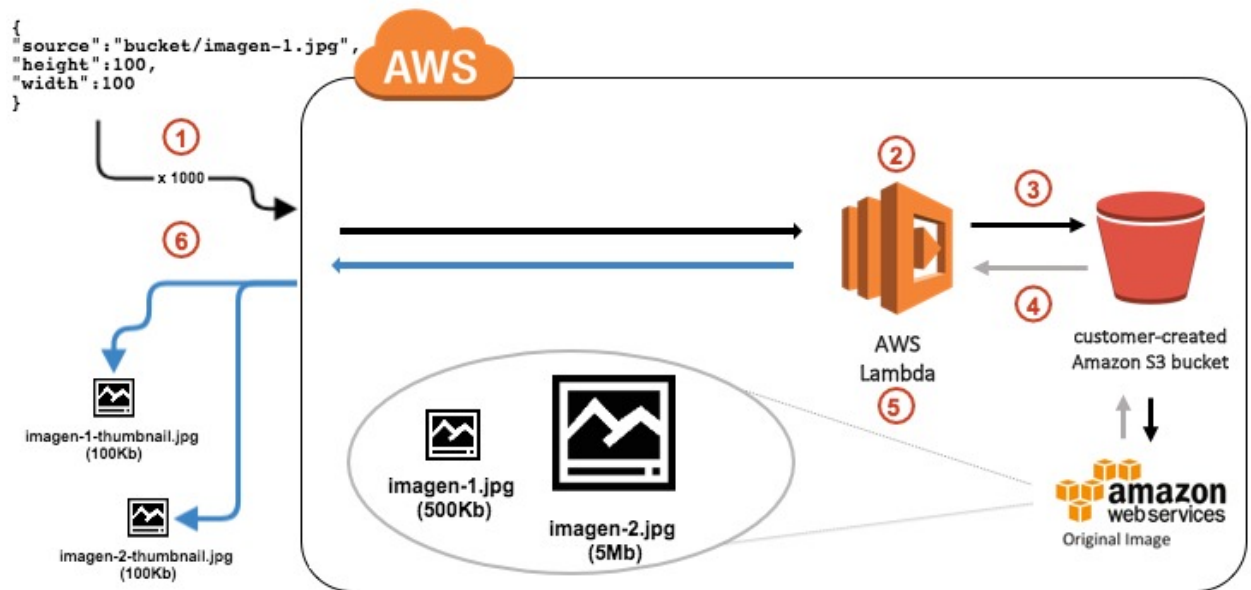 {
"source":"bucket/imagen-1.jpg",
"height":100,
"width":100
}
AWS
1
x 1000
2
3
6
4
AWS
Lambda
5
customer-created
Amazon S3 bucket
imagen-1-thumbnail.jpg
(100Kb)
imagen-1.jpg
(500Kb)
imagen-2.jpg
(5Mb)
amazon
webservices
Original Image
imagen-2-thumbnail.jpg
(100Kb)